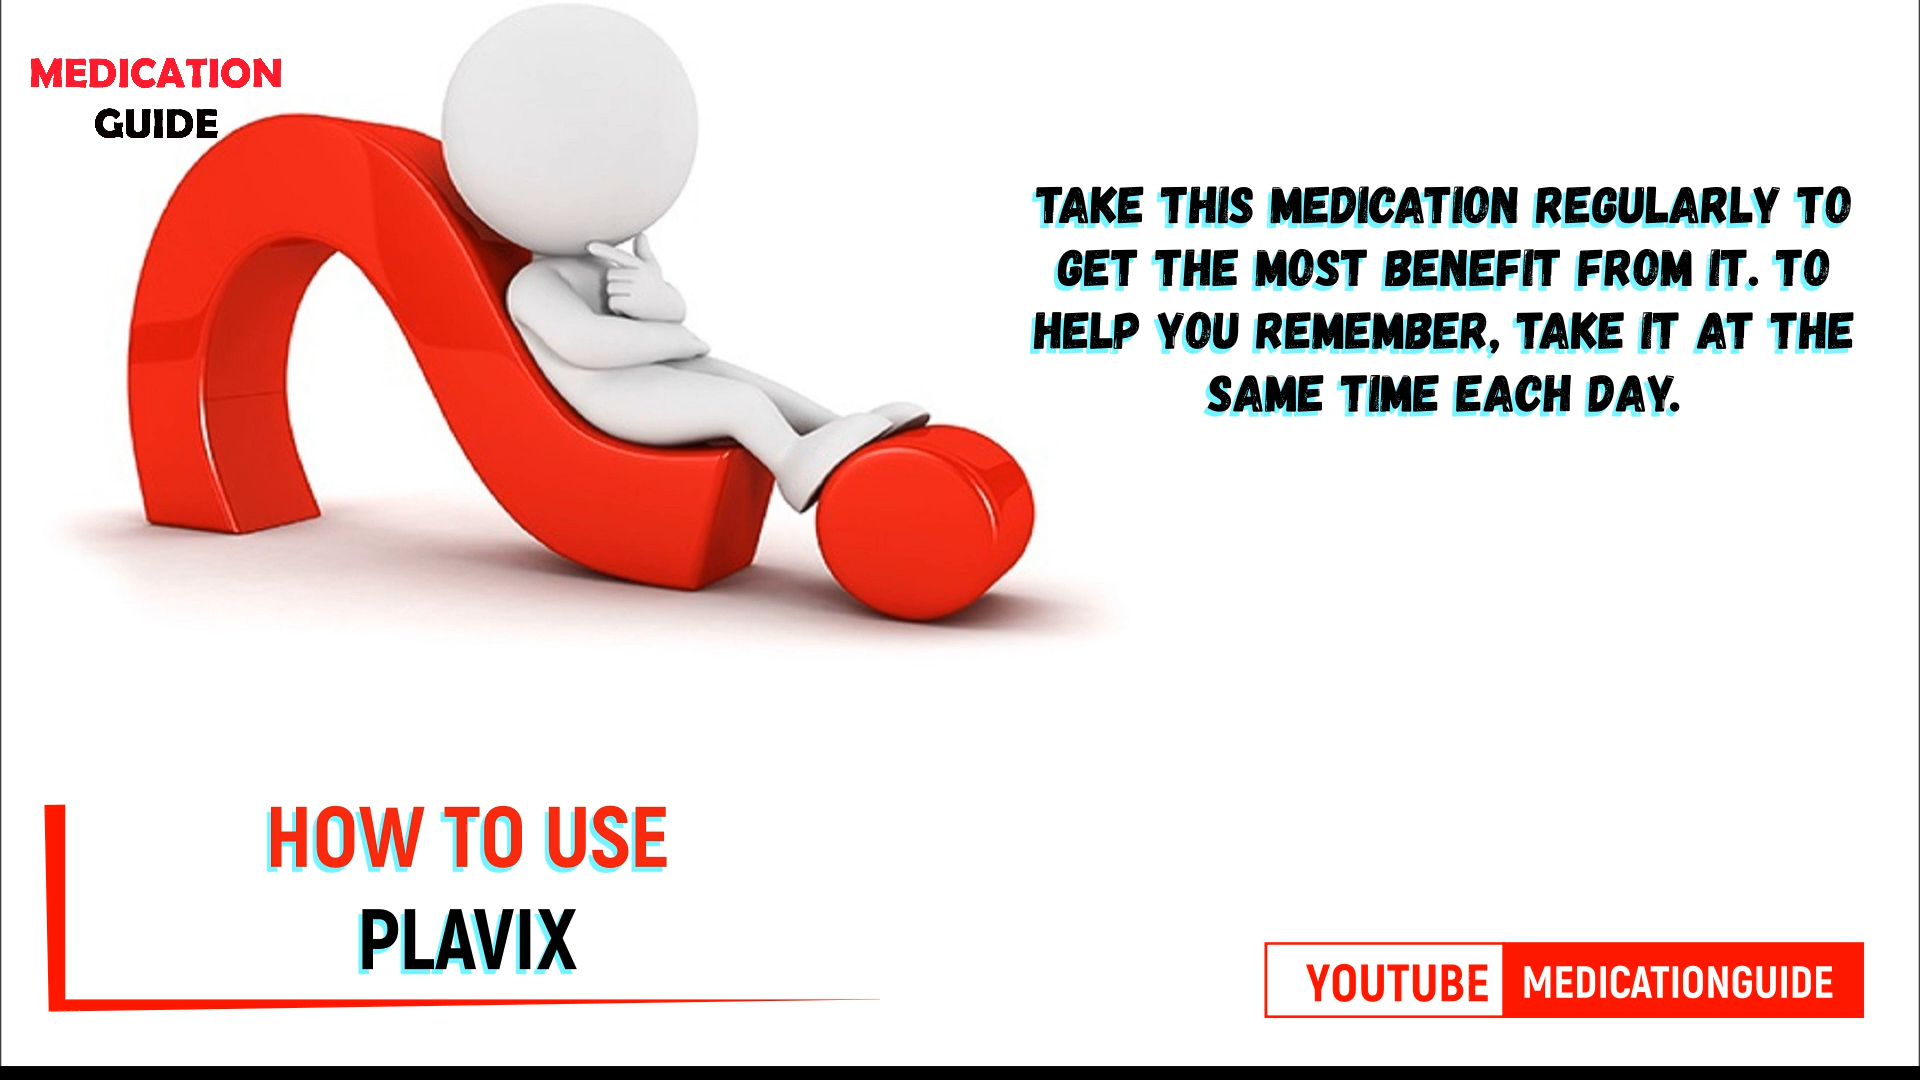 MEDICATION
GUIDE
TAKE THIS MEDICATION REGULARLY TO
GET THE MOST BENEFIT FROM IT. TO
HELP YOU REMEMBER, TAKE IT AT THE
SAME TIME EACH DAY.
HOW TO USE
PLAVIX
YOUTUBE MEDICATIONGUIDE